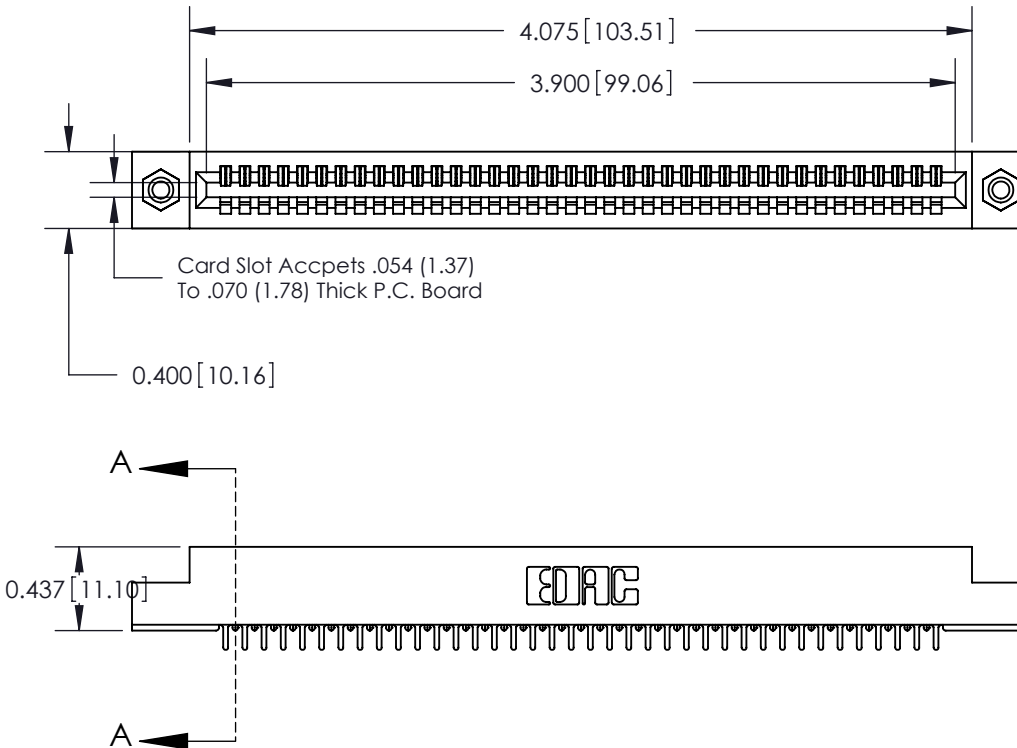 4.075[103.51]
3.900[99.06]
Card Slot Accpets .054 (1.37)
To .070 (1.78) Thick P.C. Board
0.400[10.16]
A
0.437[11.10]
EDAC
A